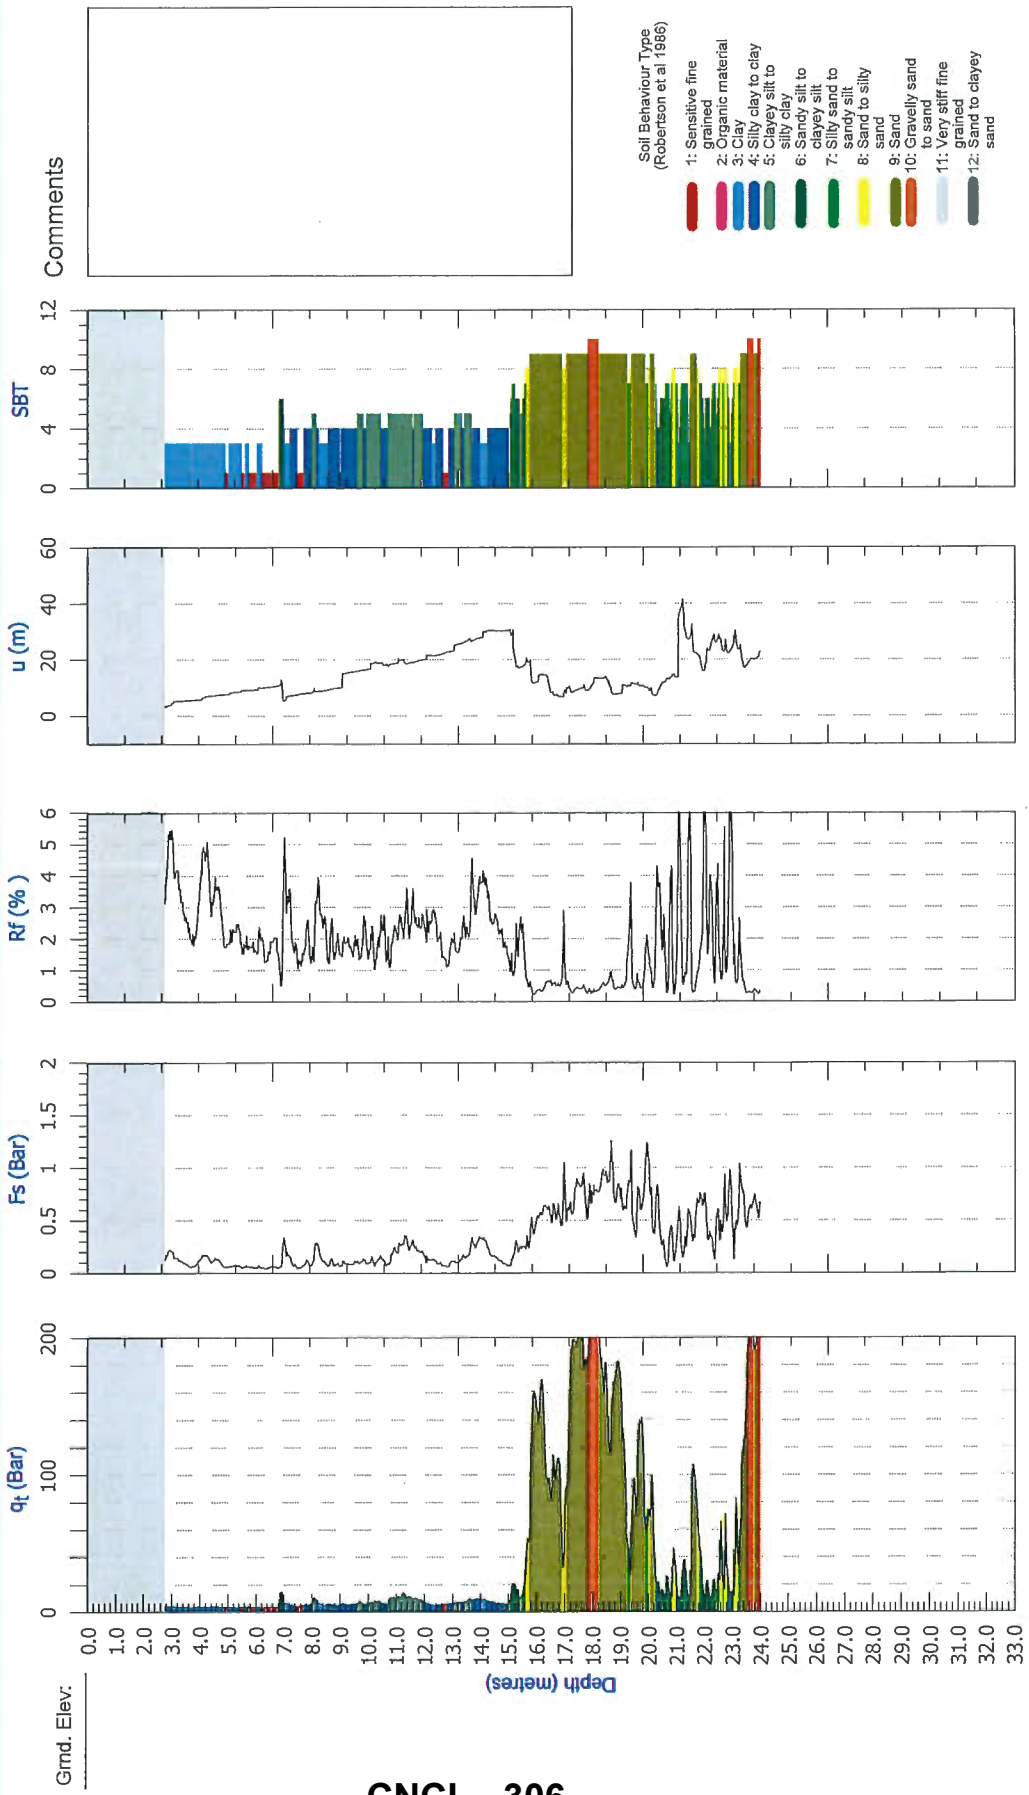 Grnd. Elev:
qt (Bar)
0
100
200
Fs (Bar)
0
0.5
1
1.5
2
Rf (%)
0
1
2
3
4
5
6
u (m)
0
20
40
60
SBT
0
4
8
12
Comments
Depth (metres)
0.0
1.0
2.0
3.0
4.0
5.0
6.0
7.0
8.0
9.0
10.0
11.0
12.0
13.0
14.0
15.0
16.0
17.0
18.0
19.0
20.0
21.0
22.0
23.0
24.0
25.0
26.0
27.0
28.0
29.0
30.0
31.0
32.0
33.0
Soil Behaviour Type
(Robertson et al 1986)
1: Sensitive fine
grained
2: Organic material
3: Clay
4: Silty clay to clay
5: Clayey silt to
silty clay
6: Sandy silt to
clayey silt
7: Silty sand to
sandy silt
8: Sand to silty
sand
9: Sand
10: Gravelly sand
to sand
11: Very stiff fine
grained
12: Sand to clayey
sand